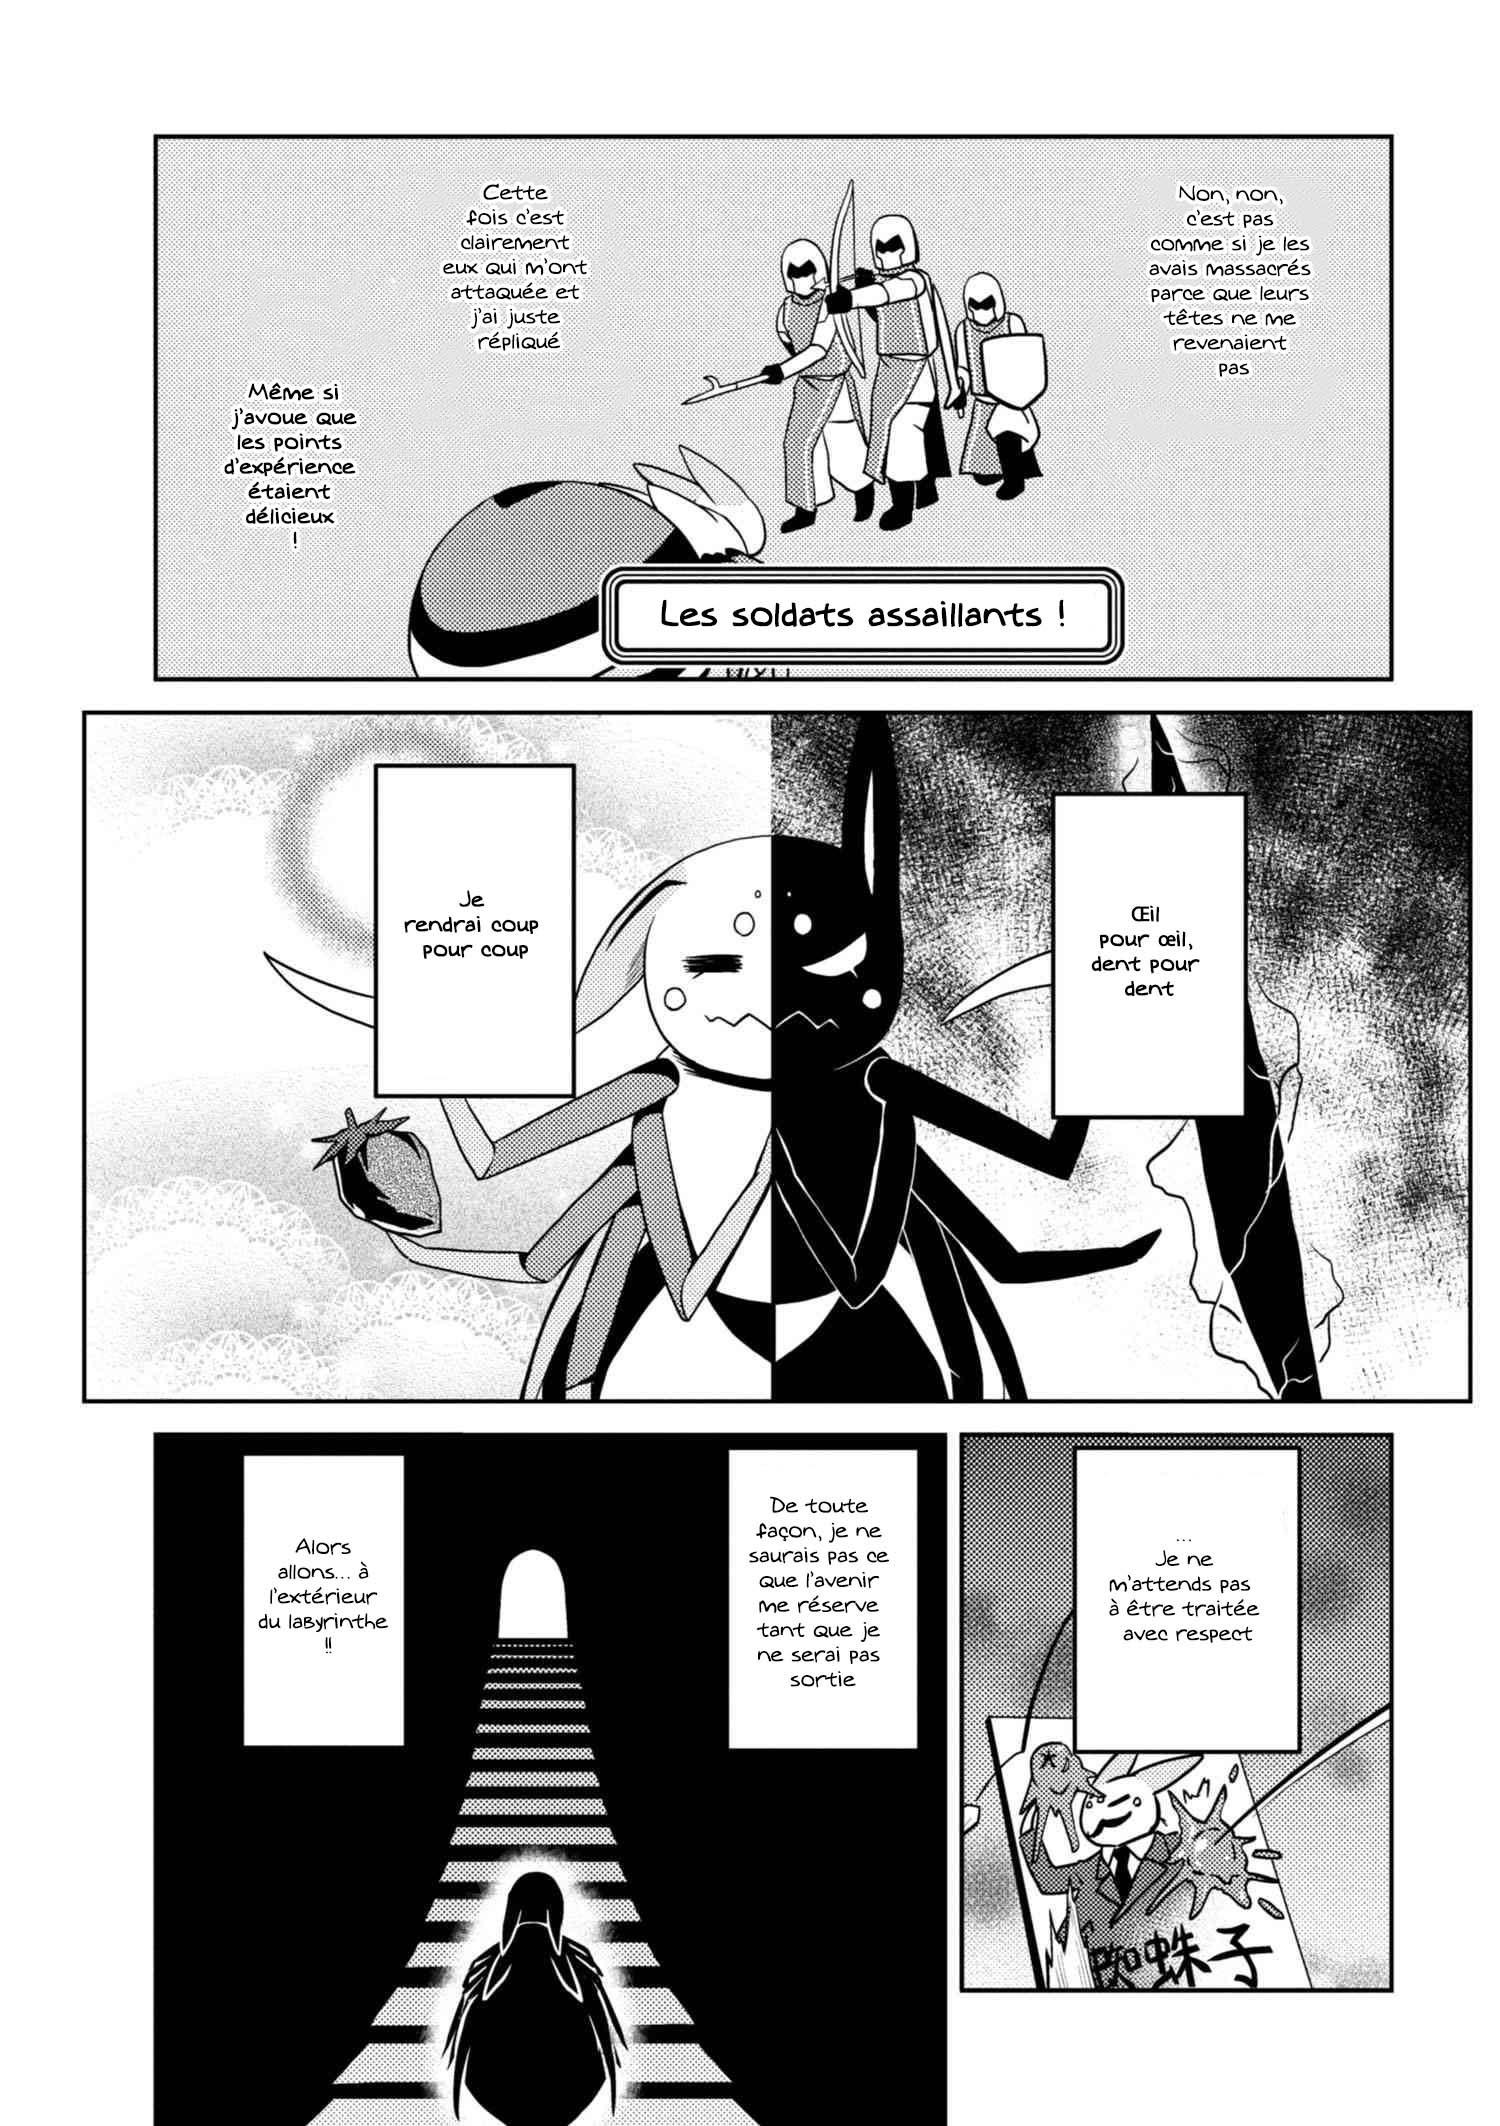 Non, non,
c'est pas
comme si je les
avais massacrés
parce que leurs
têtes ne me
revenaient
pas
Cette
fois c'est
clairement
eux qui m'ont
attaquée et
j'ai juste
répliqué
Même si
j'avoue que
les points
d'expérience
étaient
délicieux
!
Les soldats assaillants !
Œil
pour œil,
dent pour
dent
Je
rendrai coup
pour coup
...
Je ne
m'attends pas
à être traitée
avec respect
蜘蛛子
De toute
façon, je ne
saurais pas ce
que l'avenir
me réserve
tant que je
ne serai pas
sortie
Alors
allons... à
l'extérieur
du labyrinthe
!!